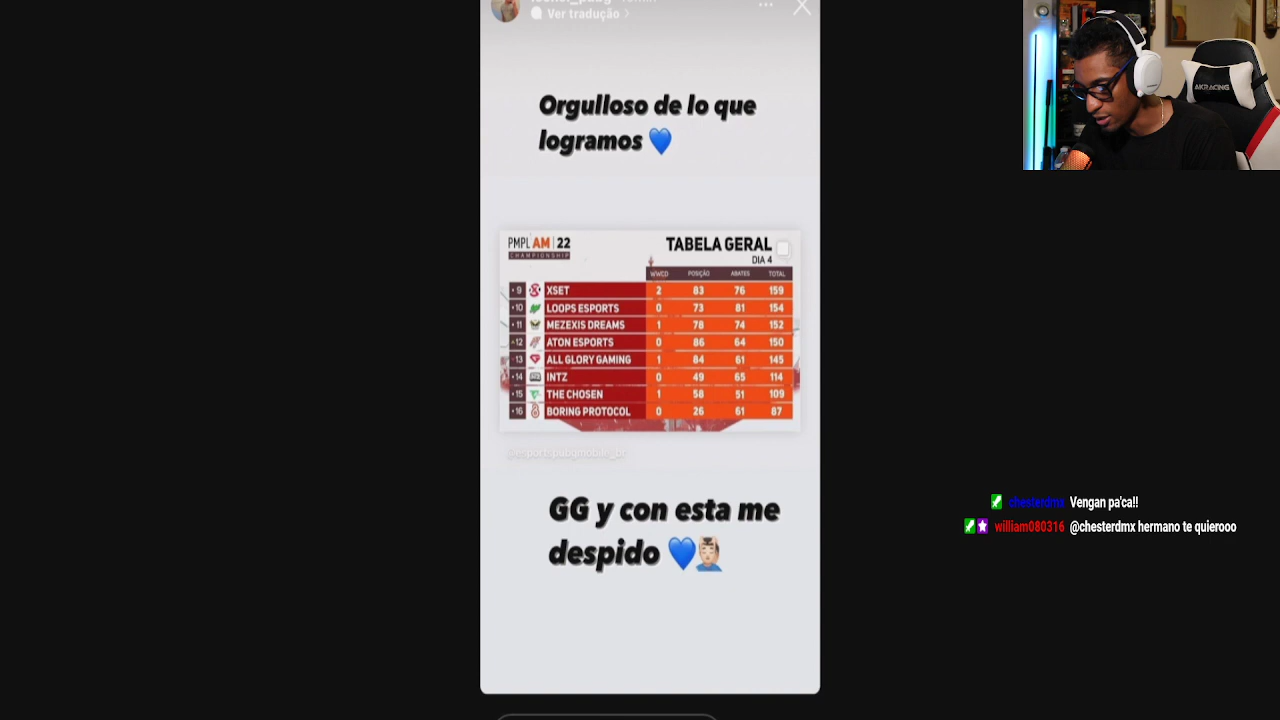 Ver tradução
Orgulloso de lo que
logramos 💙
PMPL AM 22
CHAMPIONSHIP
TABELA GERAL
DIA 4
WWCD POSIÇÃO ABATES TOTAL
9 XSET 2 83 76 159
10 LOOPS ESPORTS 0 73 81 154
11 MEZEXIS DREAMS 1 78 74 152
12 ATON ESPORTS 0 86 64 150
13 ALL GLORY GAMING 1 84 61 145
14 INTZ 0 49 65 114
15 THE CHOSEN 1 58 51 109
16 BORING PROTOCOL 0 26 61 87
@esportspubgmobile_br
GG y con esta me
despido 💙💆🏻‍♂️
AKRACING
chesterdmx Vengan pa'ca!!
william080316 @chesterdmx hermano te quierooo